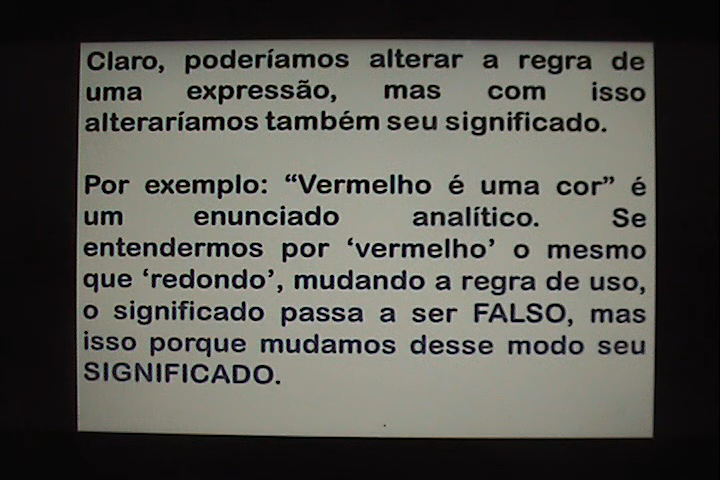 Claro, poderíamos alterar a regra de
uma expressão, mas com isso
alteraríamos também seu significado.
Por exemplo: “Vermelho é uma cor” é
um enunciado analítico. Se
entendermos por ‘vermelho’ o mesmo
que ‘redondo’, mudando a regra de uso,
o significado passa a ser FALSO, mas
isso porque mudamos desse modo seu
SIGNIFICADO.